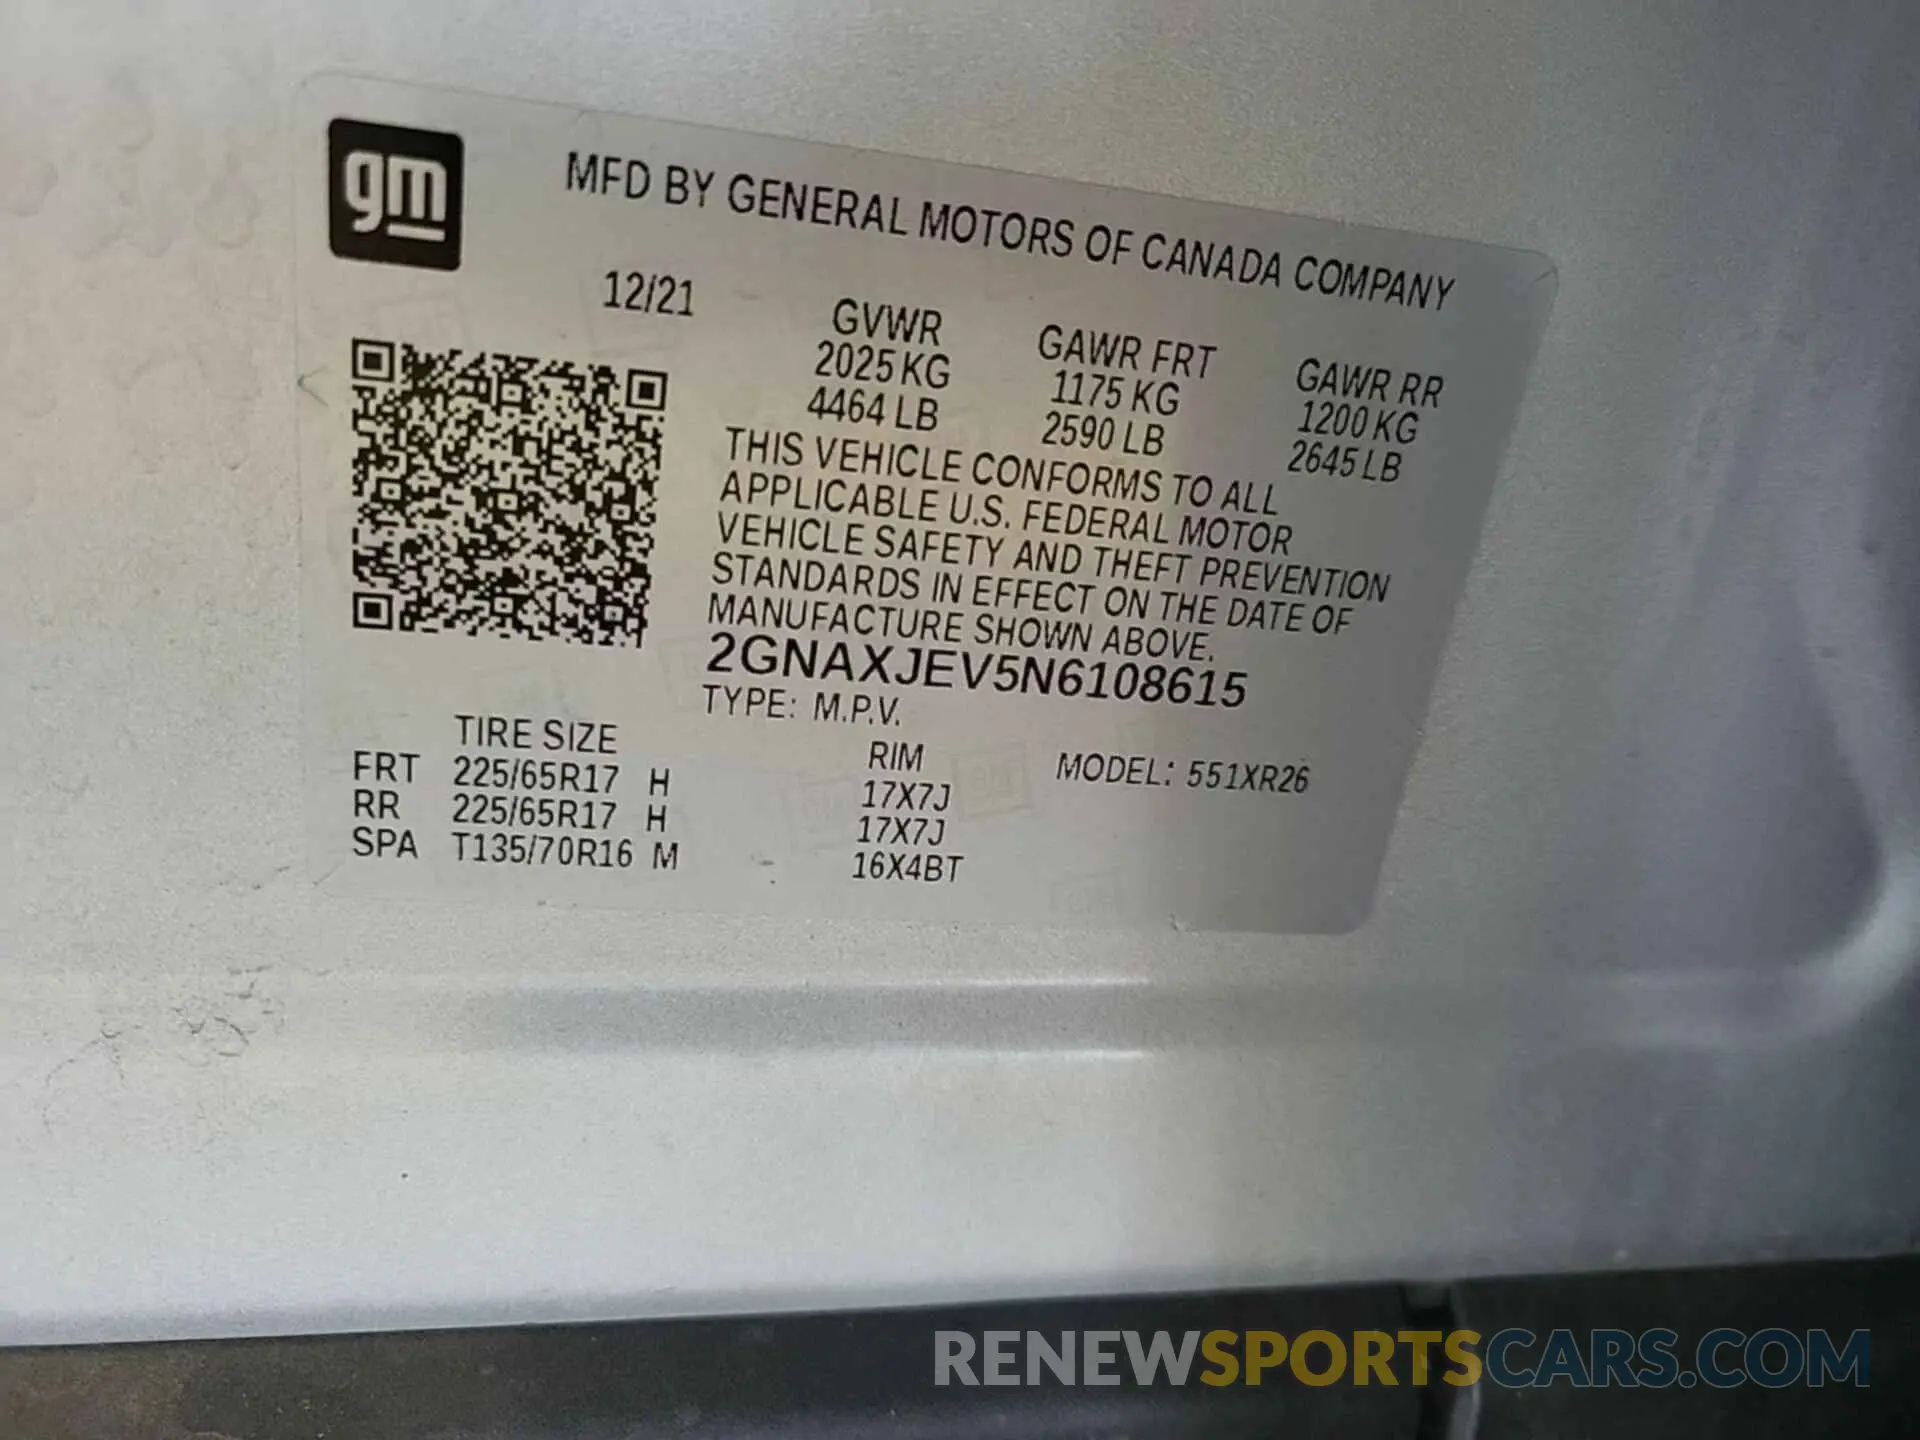 gm
MFD BY GENERAL MOTORS OF CANADA COMPANY
12/21
GVWR GAWR FRT GAWR RR
2025 KG 1175 KG 1200 KG
4464 LB 2590 LB 2645 LB
THIS VEHICLE CONFORMS TO ALL
APPLICABLE U.S. FEDERAL MOTOR
VEHICLE SAFETY AND THEFT PREVENTION
STANDARDS IN EFFECT ON THE DATE OF
MANUFACTURE SHOWN ABOVE.
2GNAXJEV5N6108615
TYPE: M.P.V.
TIRE SIZE RIM MODEL: 551XR26
FRT 225/65R17 H 17X7J
RR 225/65R17 H 17X7J
SPA T135/70R16 M 16X4BT
RENEWSPORTSCARS.COM